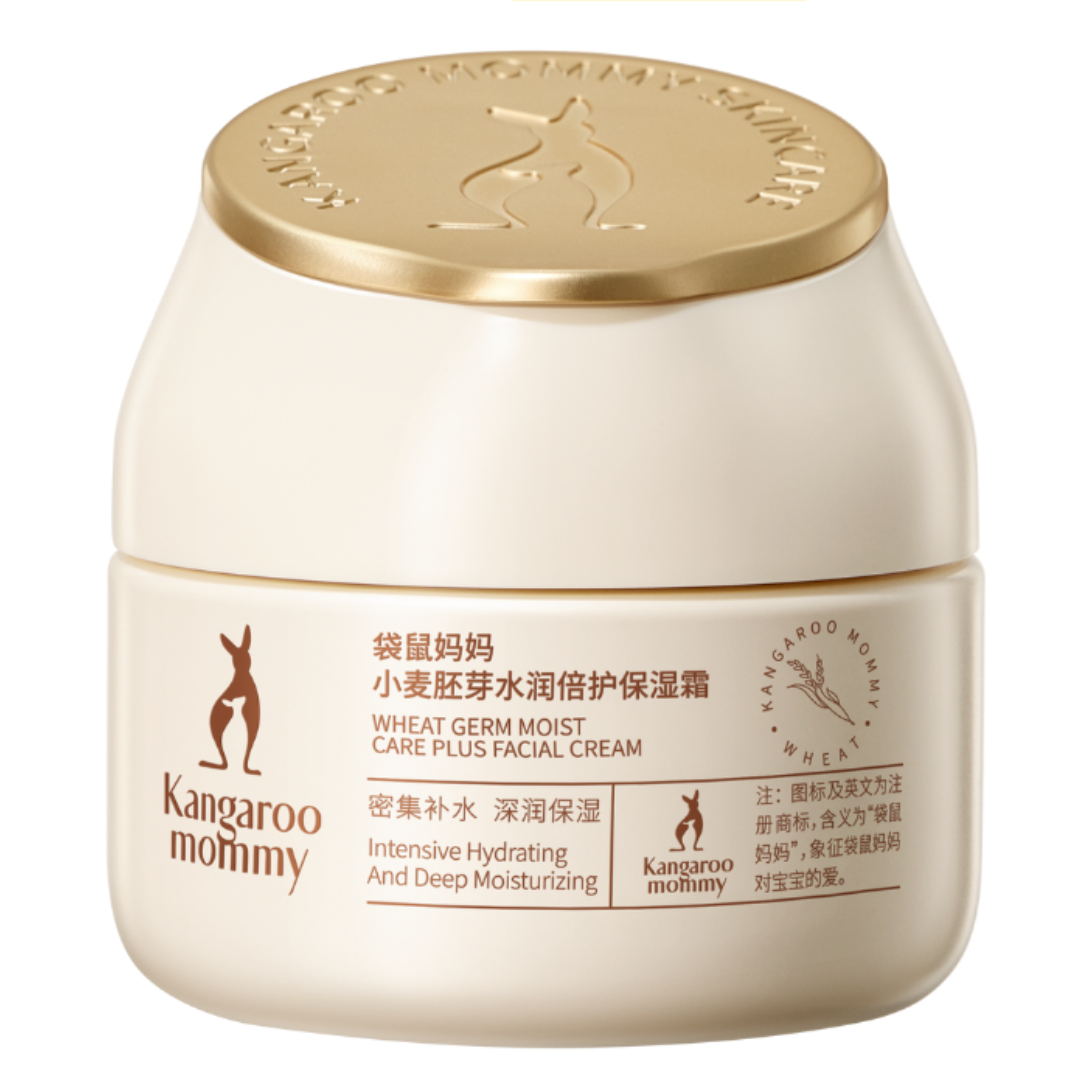 KANGAROO MOMMY SKINCARE
袋鼠妈妈
小麦胚芽水润倍护保湿霜
WHEAT GERM MOIST
CARE PLUS FACIAL CREAM
KANGAROO MOMMY
• WHEAT •
Kangaroo
mommy
密集补水 深润保湿
Intensive Hydrating
And Deep Moisturizing
Kangaroo
mommy
注：图标及英文为注
册商标，含义为“袋鼠
妈妈”，象征袋鼠妈妈
对宝宝的爱。